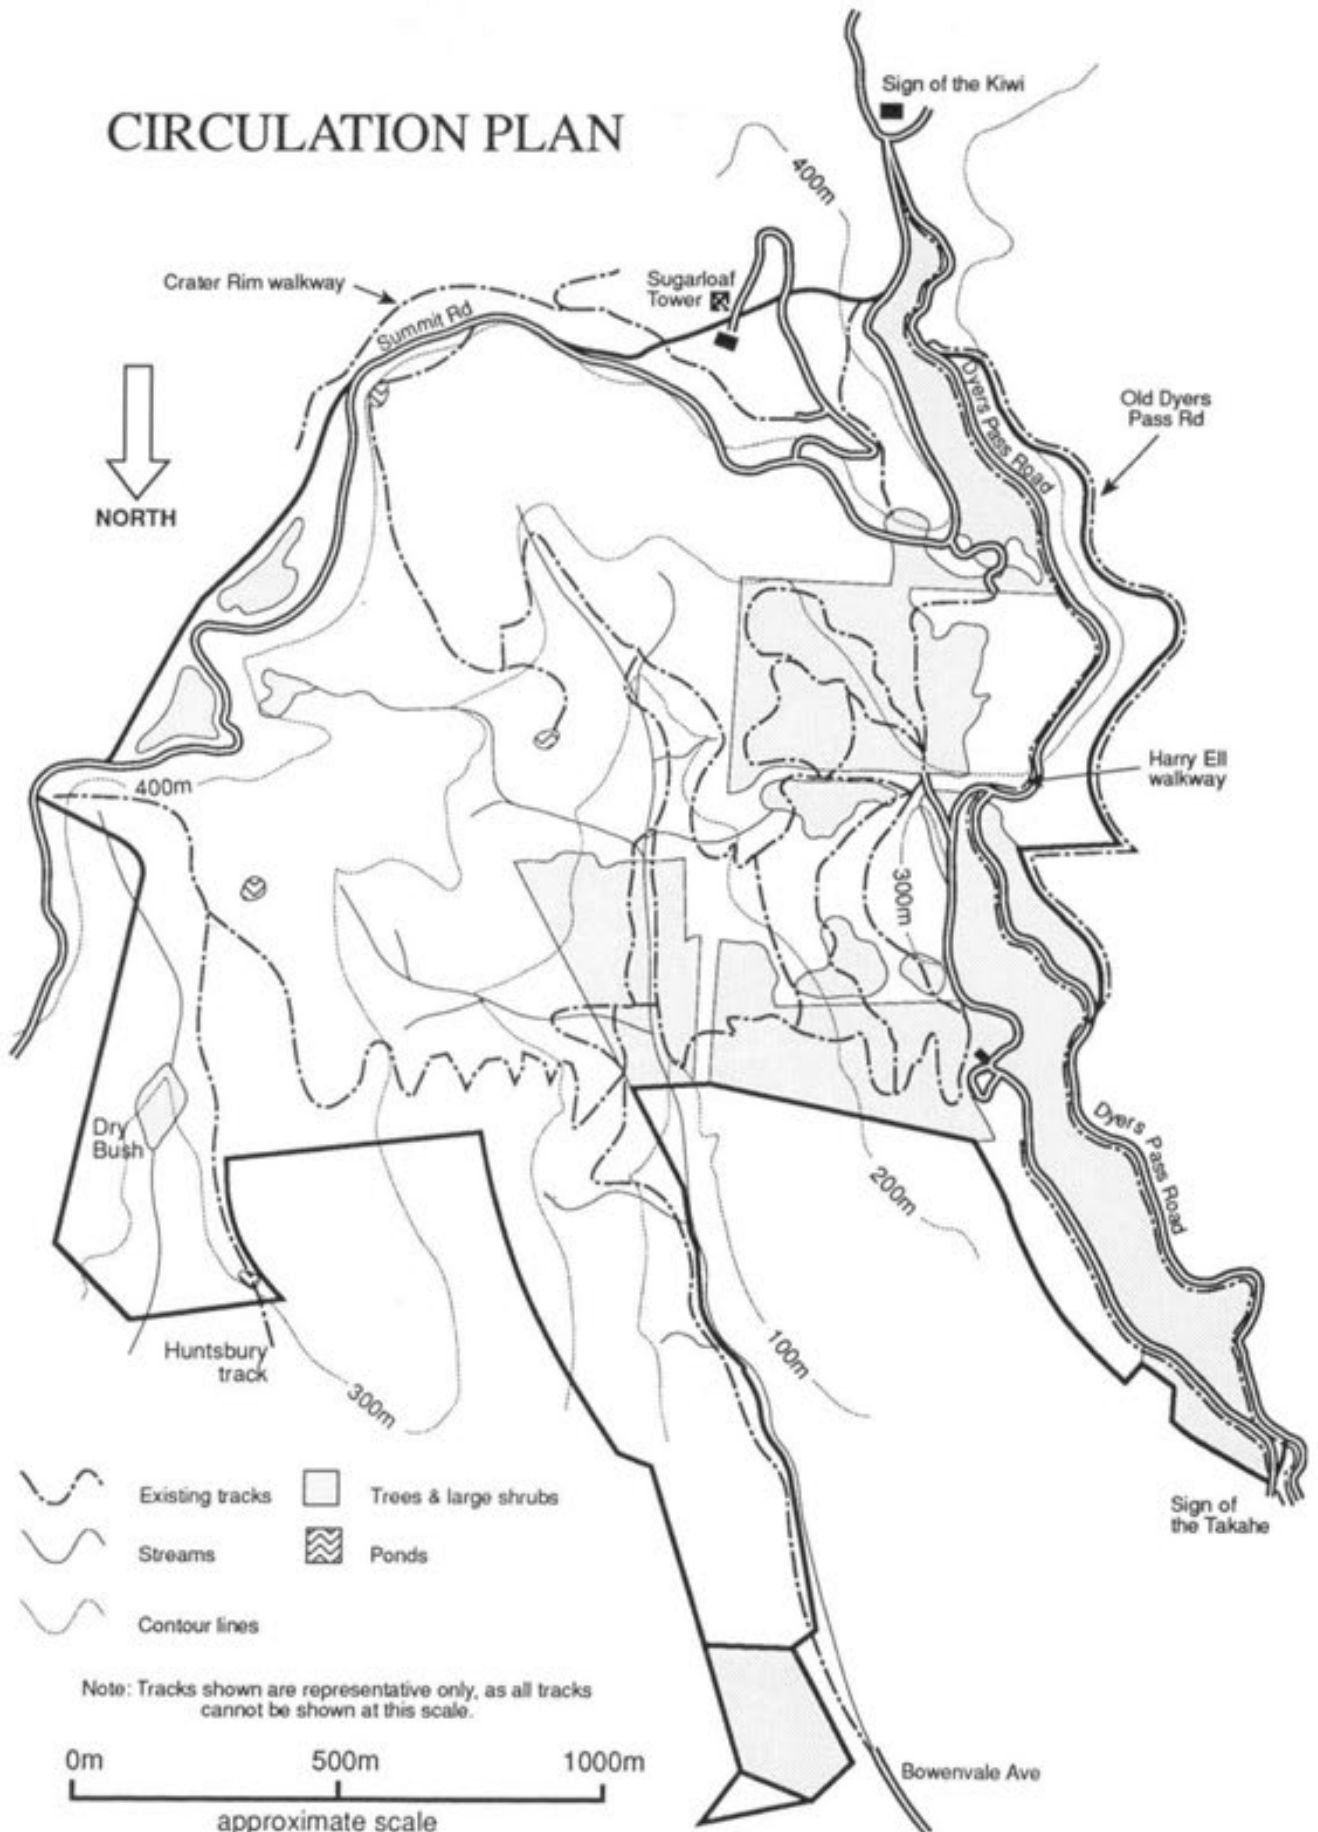 Sign of the Kiwi
CIRCULATION PLAN
400m
Crater Rim walkway
Sugarloaf
Tower
Summit Rd
NORTH
Dyers Pass Road
Old Dyers
Pass Rd
Harry Ell
walkway
400m
300m
Dry
Bush
Dyers Pass Road
200m
100m
Huntsbury
track
300m
Existing tracks
Trees & large shrubs
Streams
Ponds
Contour lines
Sign of
the Takahe
Note: Tracks shown are representative only, as all tracks
cannot be shown at this scale.
0m 500m 1000m
approximate scale
Bowenvale Ave